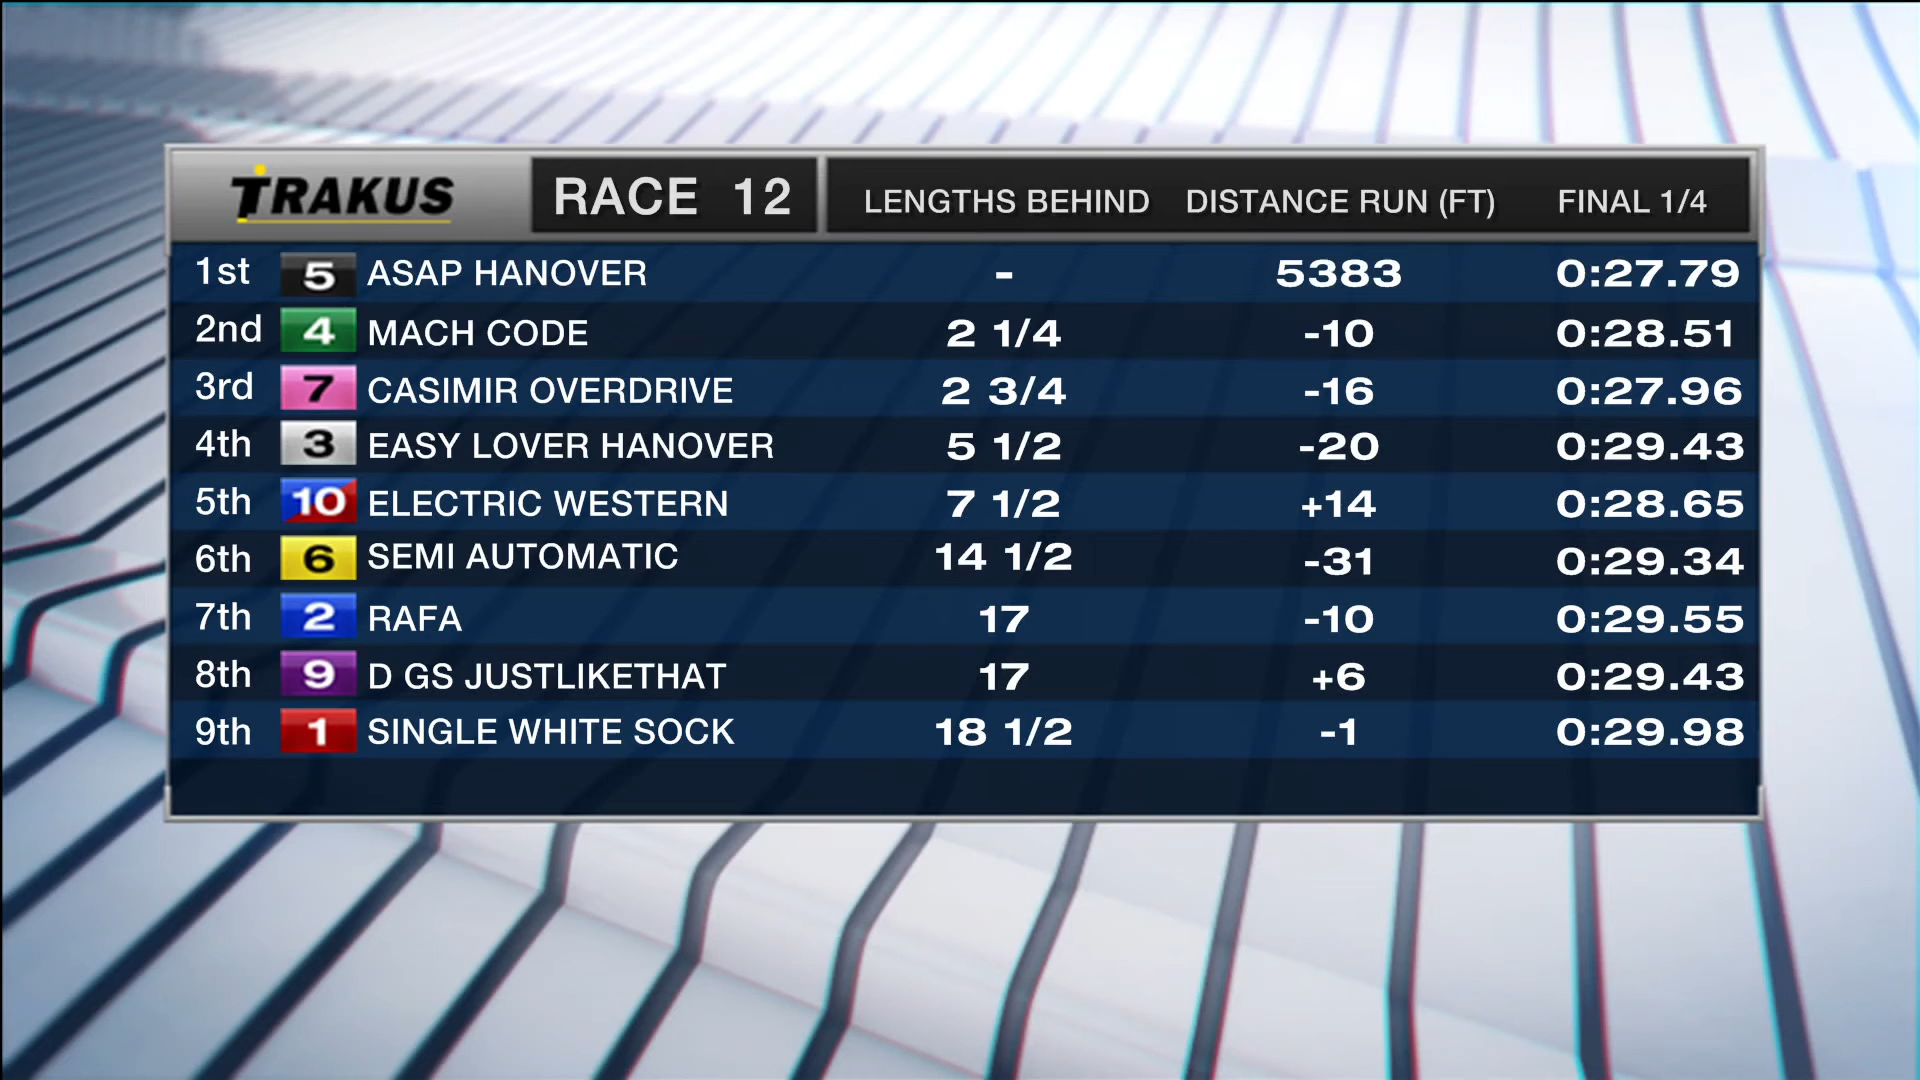 TRAKUS RACE 12 LENGTHS BEHIND DISTANCE RUN (FT) FINAL 1/4
1st 5 ASAP HANOVER - 5383 0:27.79
2nd 4 MACH CODE 2 1/4 -10 0:28.51
3rd 7 CASIMIR OVERDRIVE 2 3/4 -16 0:27.96
4th 3 EASY LOVER HANOVER 5 1/2 -20 0:29.43
5th 10 ELECTRIC WESTERN 7 1/2 +14 0:28.65
6th 6 SEMI AUTOMATIC 14 1/2 -31 0:29.34
7th 2 RAFA 17 -10 0:29.55
8th 9 D GS JUSTLIKETHAT 17 +6 0:29.43
9th 1 SINGLE WHITE SOCK 18 1/2 -1 0:29.98